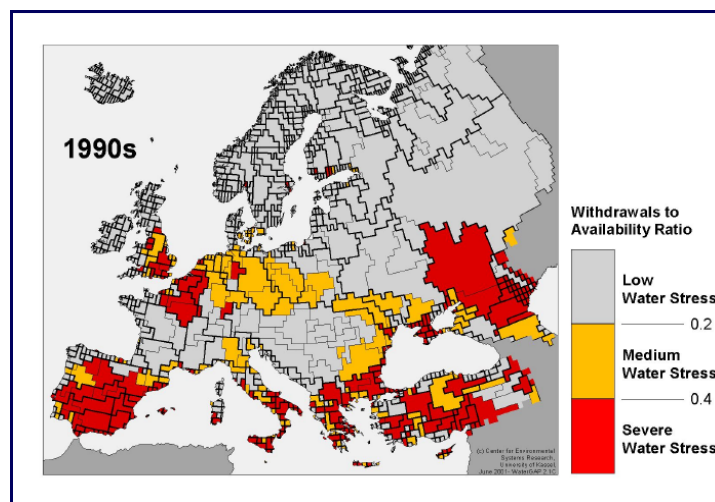 1990s
Withdrawals to
Availability Ratio
Low
Water Stress
0.2
Medium
Water Stress
0.4
Severe
Water Stress
(c) Center for Environmental
Systems Research,
University of Kassel,
June 2001- WaterGAP 2.1C